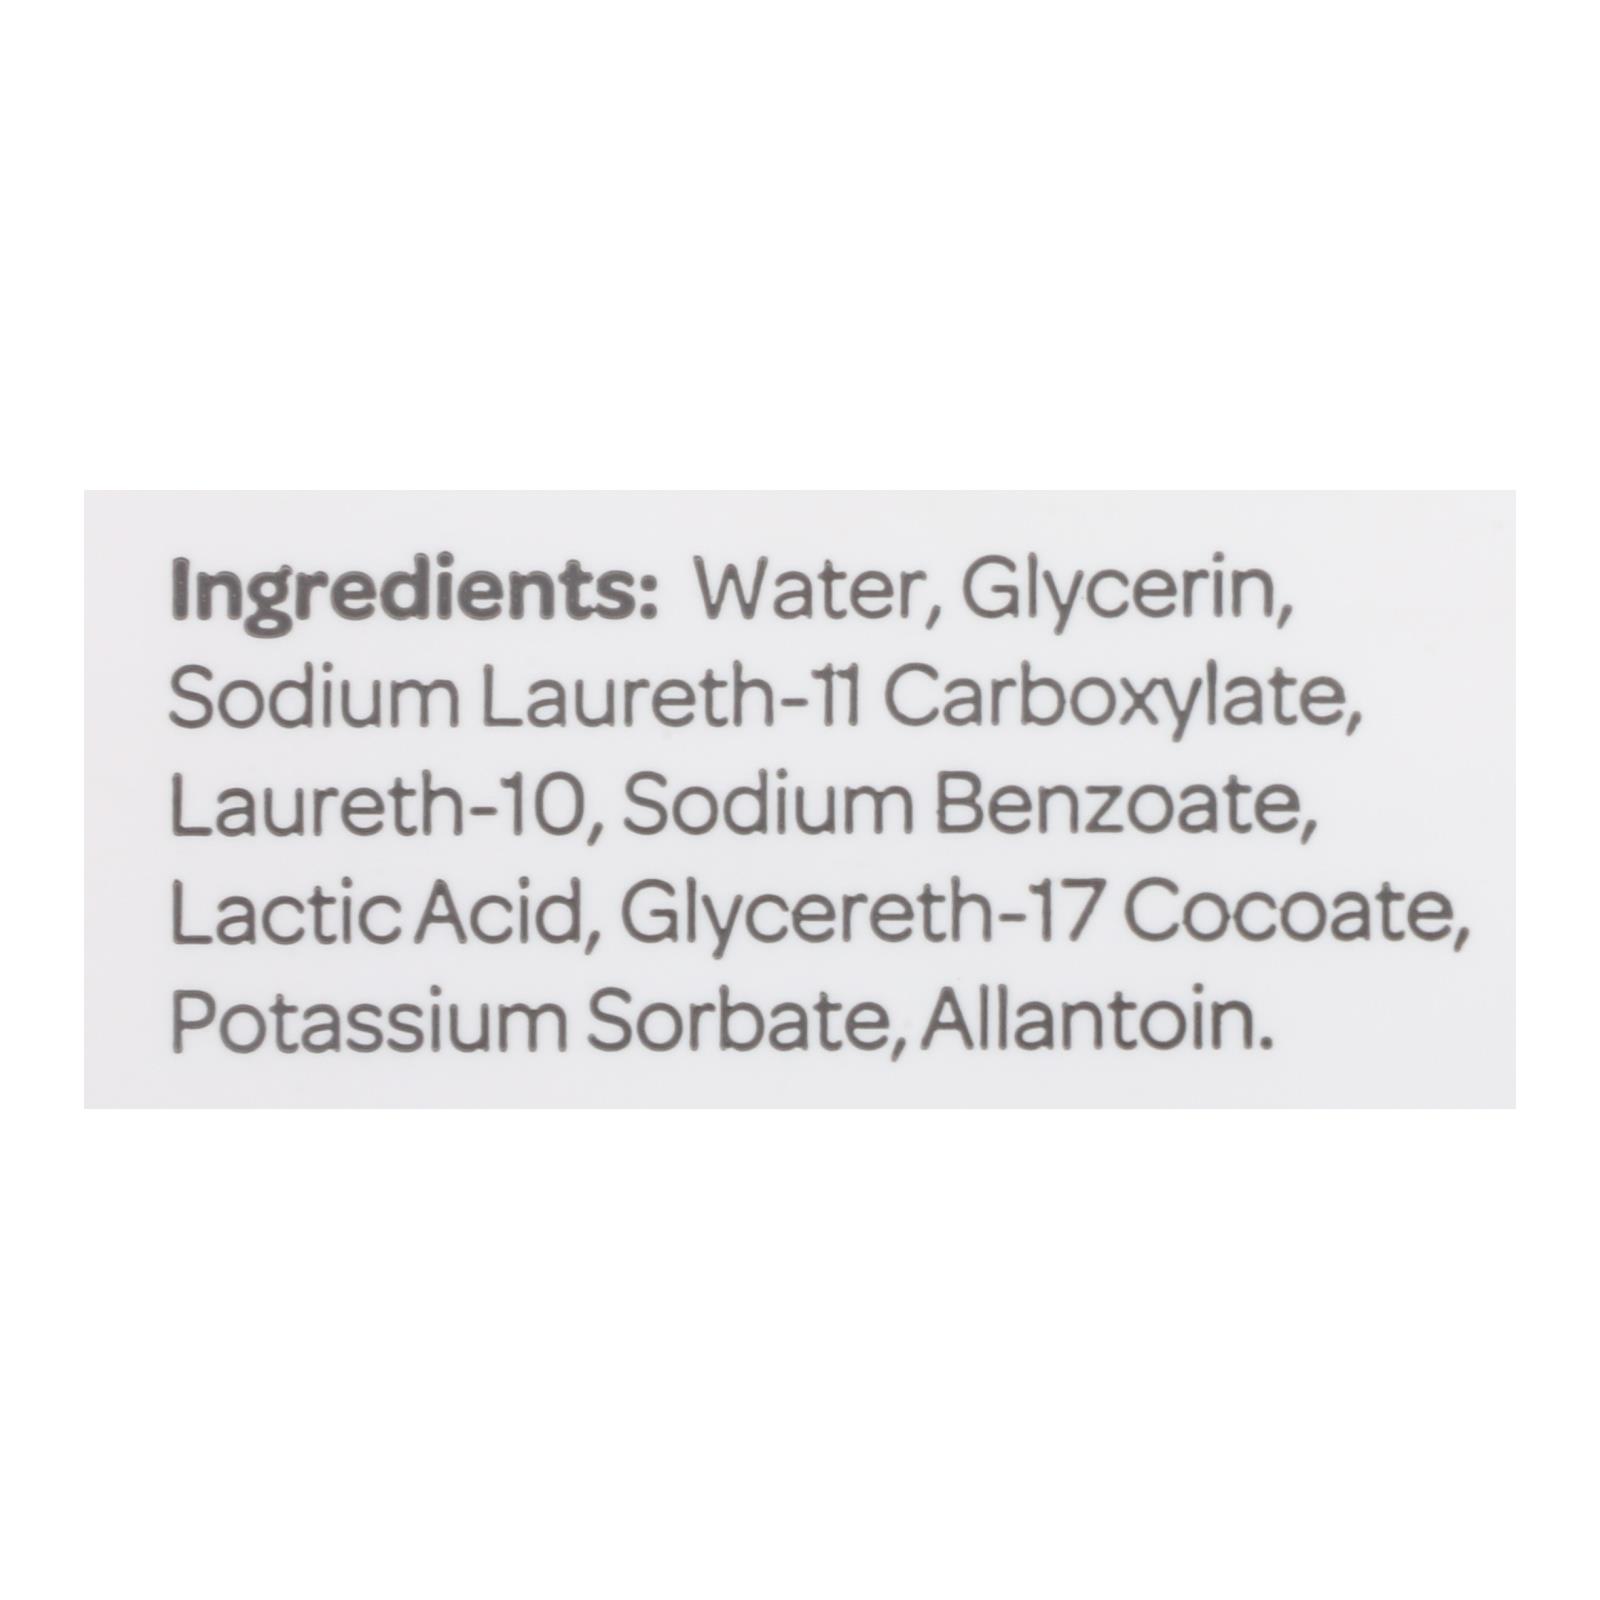 Ingredients: Water, Glycerin,
Sodium Laureth-11 Carboxylate,
Laureth-10, Sodium Benzoate,
Lactic Acid, Glycereth-17 Cocoate,
Potassium Sorbate, Allantoin.